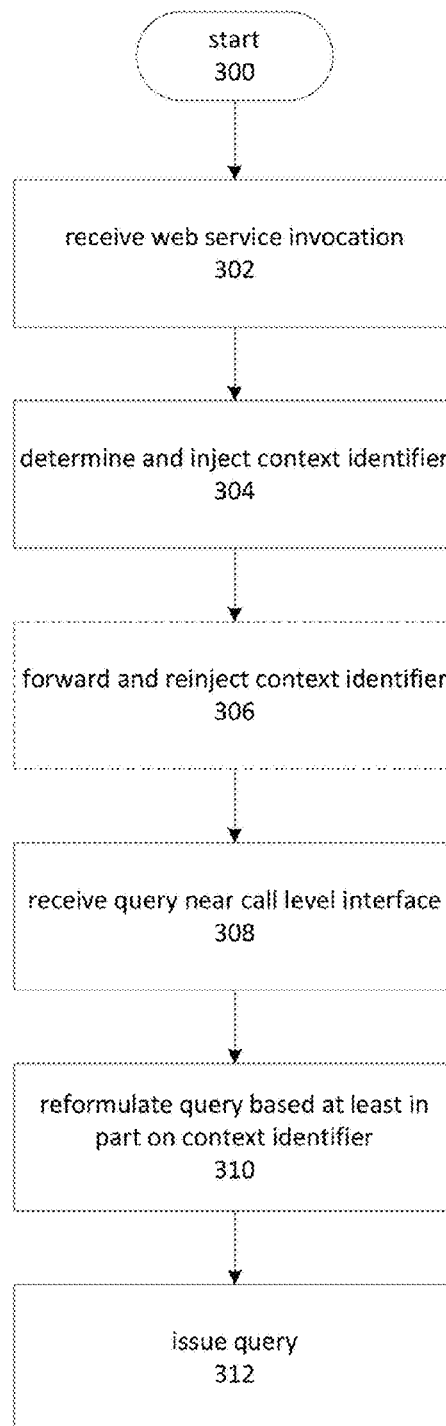 start
300
receive web service invocation
302
determine and inject context identifier
304
forward and reinject context identifier
306
receive query near call level interface
308
reformulate query based at least in
part on context identifier
310
issue query
312